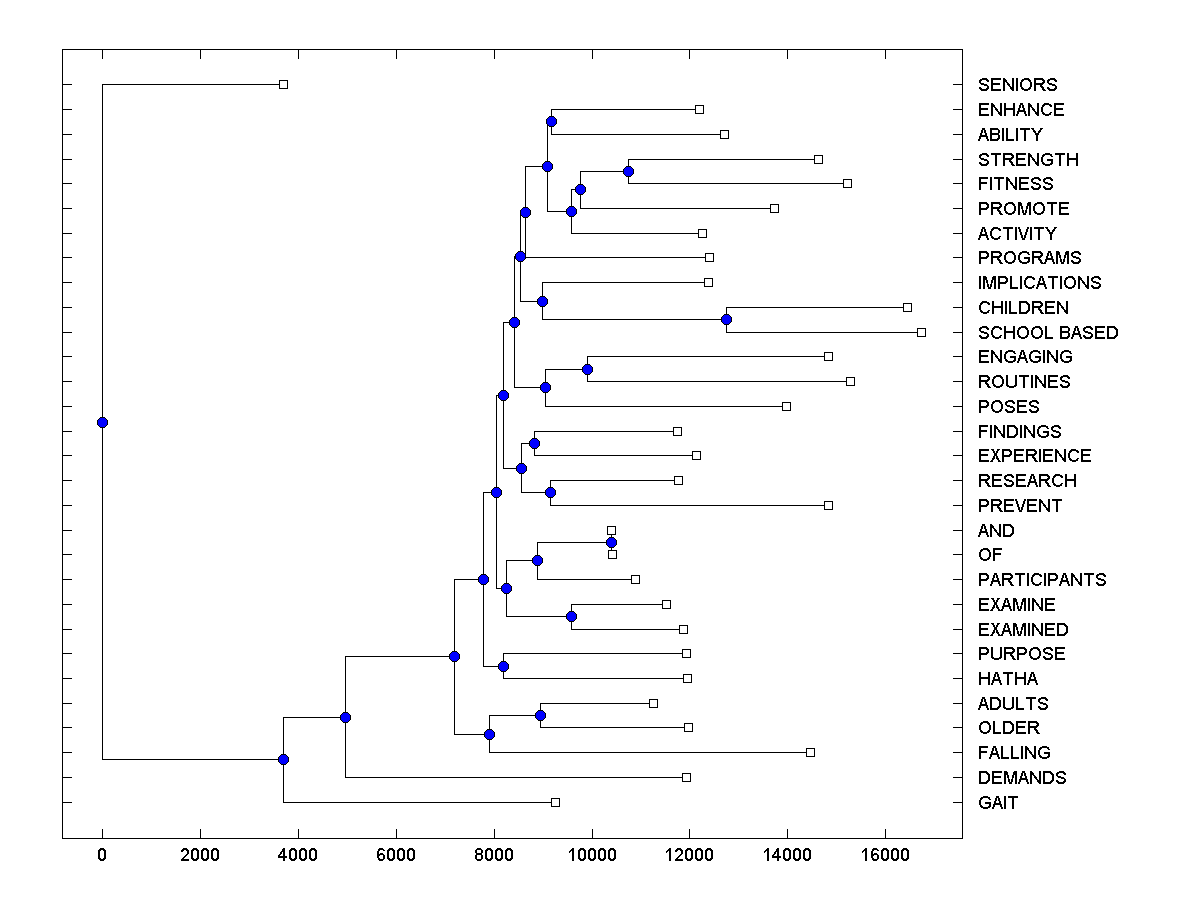 SENIORS
ENHANCE
ABILITY
STRENGTH
FITNESS
PROMOTE
ACTIVITY
PROGRAMS
IMPLICATIONS
CHILDREN
SCHOOL BASED
ENGAGING
ROUTINES
POSES
FINDINGS
EXPERIENCE
RESEARCH
PREVENT
AND
OF
PARTICIPANTS
EXAMINE
EXAMINED
PURPOSE
HATHA
ADULTS
OLDER
FALLING
DEMANDS
GAIT
0 2000 4000 6000 8000 10000 12000 14000 16000